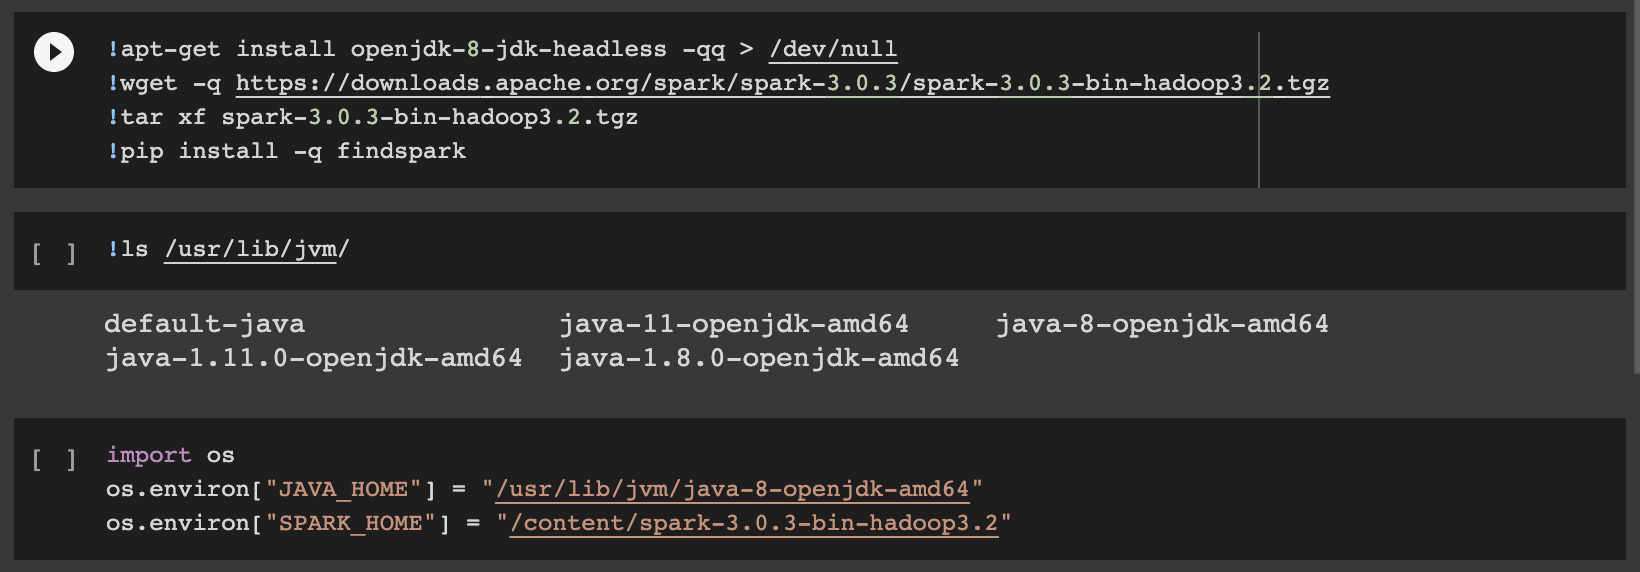 !apt-get install openjdk-8-jdk-headless -qq > /dev/null
!wget -q https://downloads.apache.org/spark/spark-3.0.3/spark-3.0.3-bin-hadoop3.2.tgz
!tar xf spark-3.0.3-bin-hadoop3.2.tgz
!pip install -q findspark
[ ] !ls /usr/lib/jvm/
default-java java-11-openjdk-amd64 java-8-openjdk-amd64
java-1.11.0-openjdk-amd64 java-1.8.0-openjdk-amd64
[ ] import os
os.environ["JAVA_HOME"] = "/usr/lib/jvm/java-8-openjdk-amd64"
os.environ["SPARK_HOME"] = "/content/spark-3.0.3-bin-hadoop3.2"